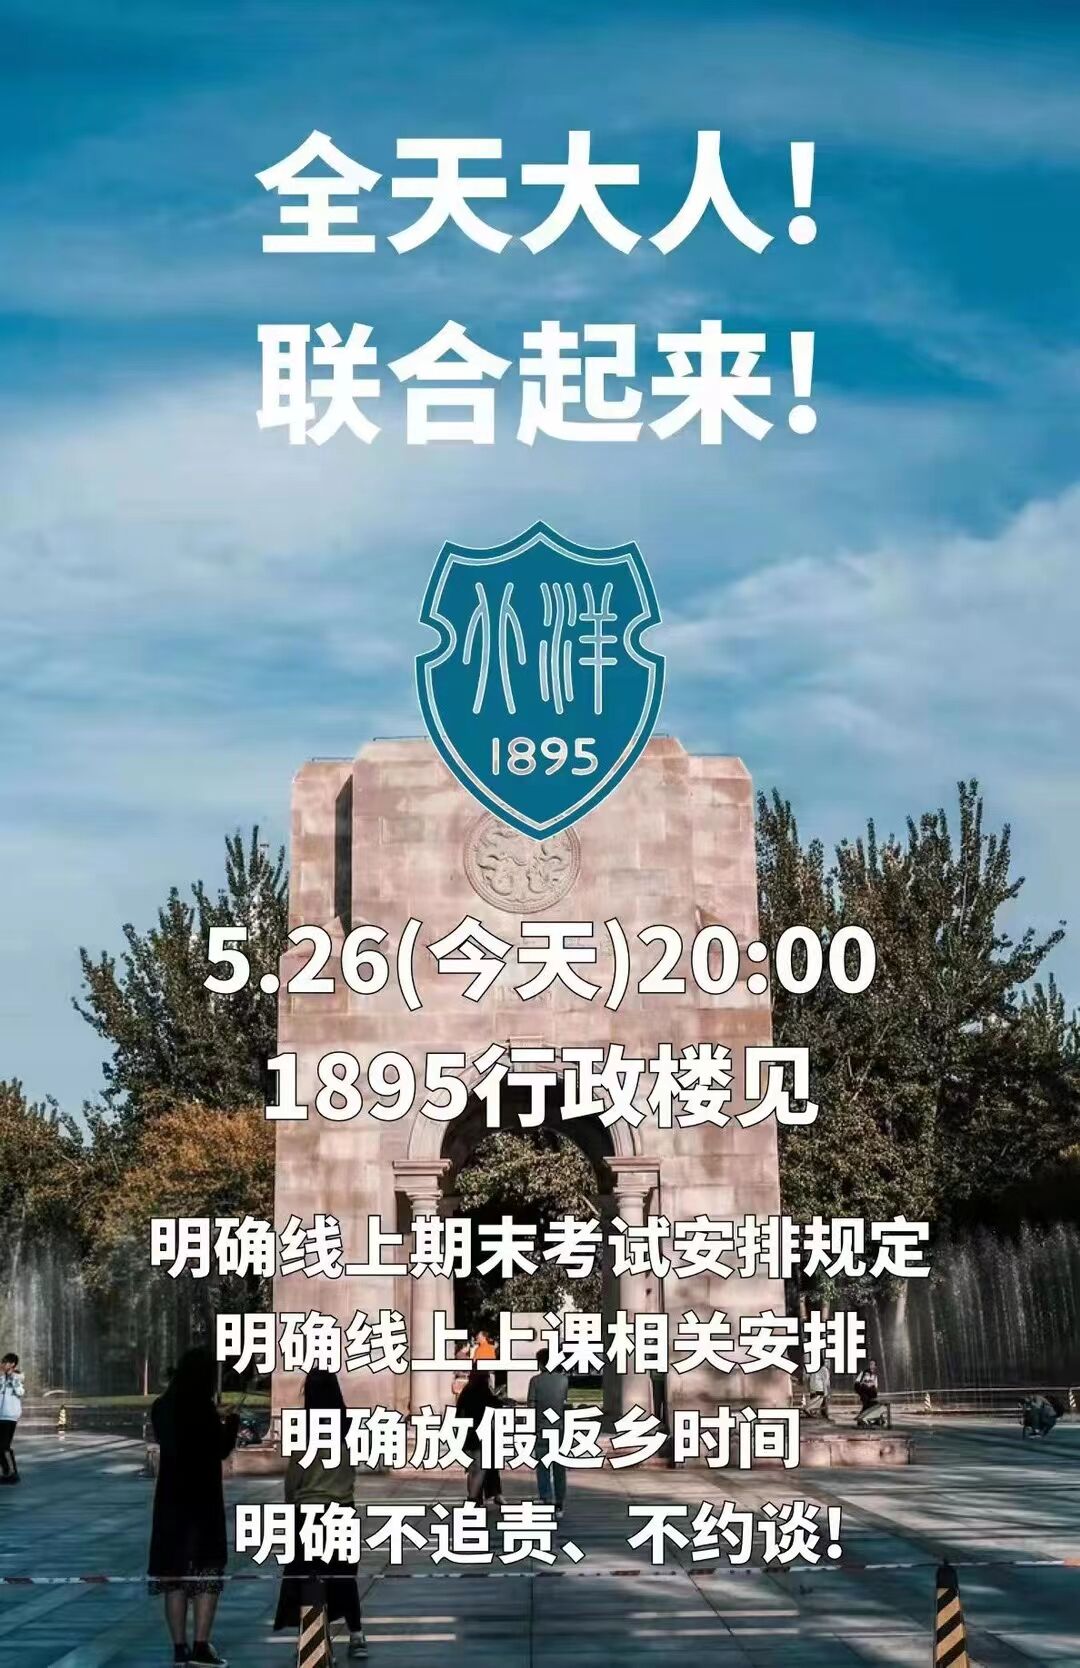 全天大人!
联合起来!
北洋
1895
5.26(今天)20:00
1895行政楼见
明确线上期末考试安排规定
明确线上上课相关安排
明确放假返乡时间
明确不追责、不约谈!